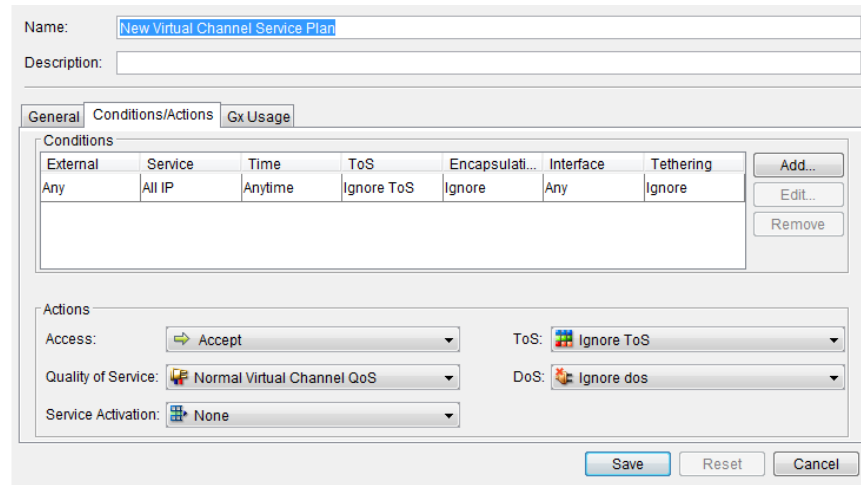 Name: New Virtual Channel Service Plan
Description:
General Conditions/Actions Gx Usage
Conditions
External Service Time ToS Encapsulati... Interface Tethering Add...
Any All IP Anytime Ignore ToS Ignore Any Ignore Edit...
Remove
Actions
Access: Accept ToS: Ignore ToS
Quality of Service: Normal Virtual Channel QoS DoS: Ignore dos
Service Activation: None
Save Reset Cancel